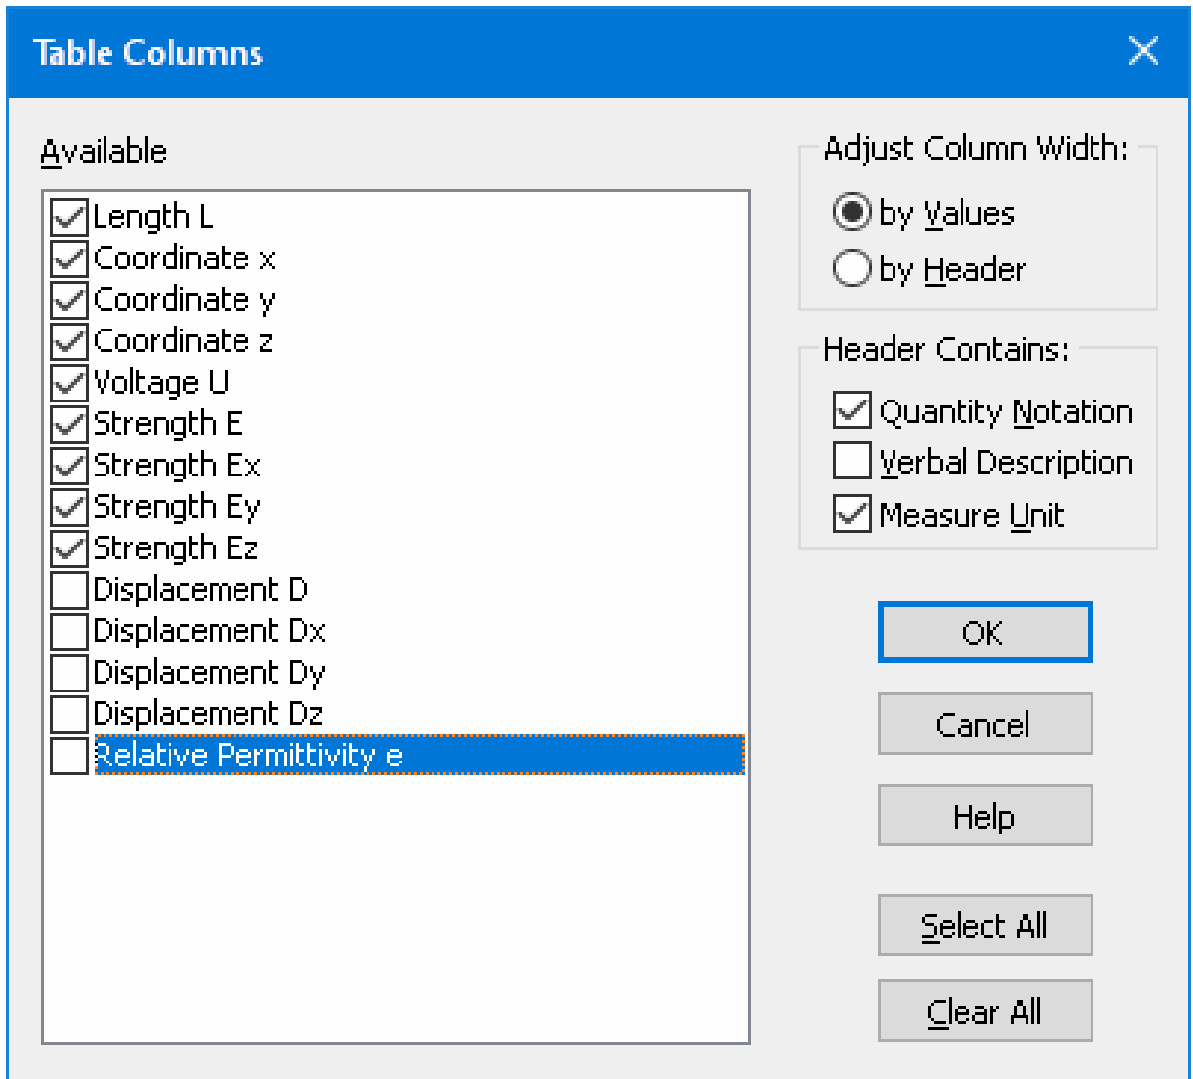 Table Columns
Available
Length L
Coordinate x
Coordinate y
Coordinate z
Voltage U
Strength E
Strength Ex
Strength Ey
Strength Ez
Displacement D
Displacement Dx
Displacement Dy
Displacement Dz
Relative Permittivity e
Adjust Column Width:
by Values
by Header
Header Contains:
Quantity Notation
Verbal Description
Measure Unit
OK
Cancel
Help
Select All
Clear All